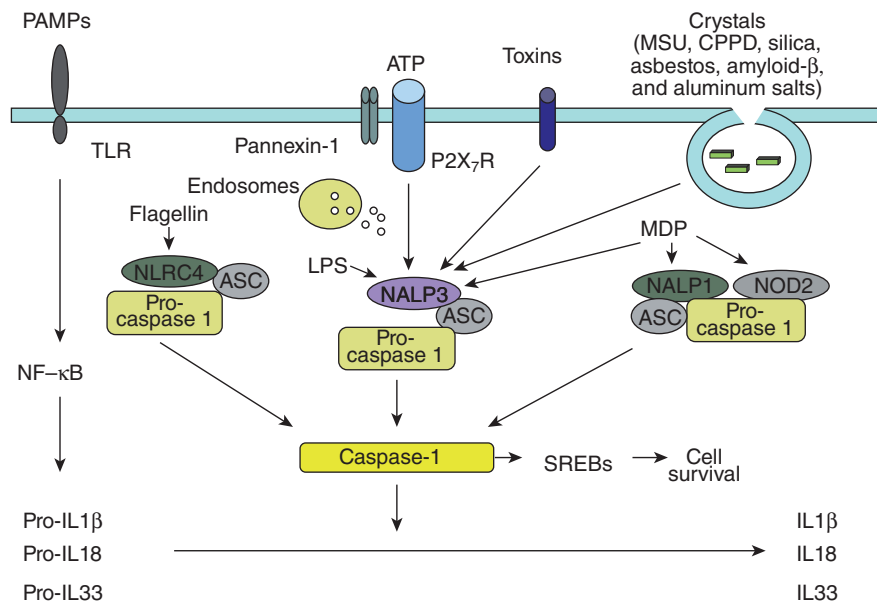 PAMPs
ATP
Toxins
Crystals
(MSU, CPPD, silica,
asbestos, amyloid-β,
and aluminum salts)
TLR
Pannexin-1
P2X₇R
Endosomes
Flagellin
MDP
LPS
NLRC4
ASC
Pro-
caspase 1
NALP3
ASC
Pro-
caspase 1
NALP1
NOD2
ASC
Pro-
caspase 1
NF–κB
Caspase-1
SREBs
Cell
survival
Pro-IL1β
IL1β
Pro-IL18
IL18
Pro-IL33
IL33